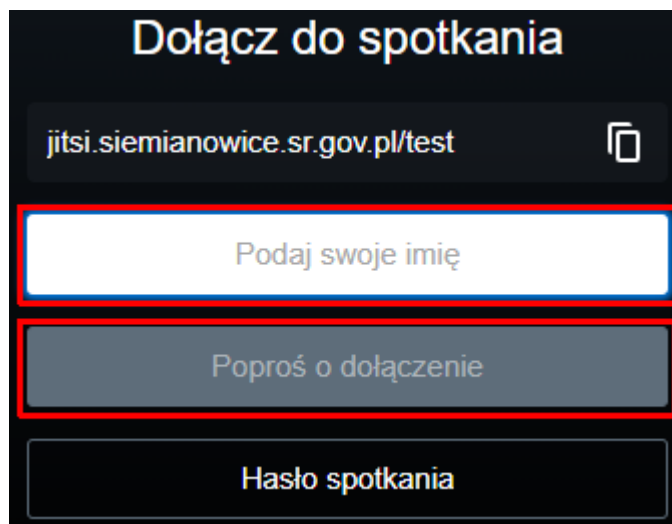 Dołącz do spotkania
jitsi.siemianowice.sr.gov.pl/test
Podaj swoje imię
Poproś o dołączenie
Hasło spotkania